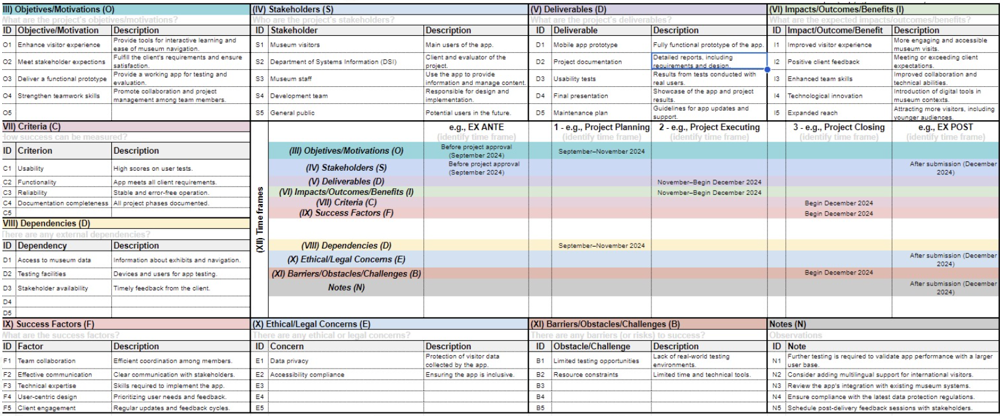 III) Objetives/Motivations (O)
What are the project's objetives/motivations?
ID Objective/Motivation Description
O1 Enhance visitor experience Provide tools for interactive learning and ease of museum navigation.
O2 Meet stakeholder expections Fulfill the client's requirements and ensure satisfaction.
O3 Deliver a functional prototype Provide a working app for testing and evaluation.
O4 Strengthen teamwork skills Promote collaboration and project management among team members.
O5
(IV) Stakeholders (S)
Who are the project's stakeholders?
ID Stakeholder Description
S1 Museum visitors Main users of the app.
S2 Department of Systems Information (DSI) Client and evaluator of the project.
S3 Museum staff Use the app to provide information and manage content.
S4 Development team Responsible for design and implementation.
S5 General public Potential users in the future.
(V) Deliverables (D)
What are the project's deliverables?
ID Deliverable Description
D1 Mobile app prototype Fully functional prototype of the app.
D2 Project documentation Detailed reports, including requirements and design.
D3 Usability tests Results from tests conducted with real users.
D4 Final presentation Showcase of the app and project results.
D5 Maintenance plan Guidelines for app updates and support.
(VI) Impacts/Outcomes/Benefits (I)
What are the expected impacts/outcomes/benefits?
ID Impact/Outcome/Benefit Description
I1 Improved visitor experience More engaging and accessible museum visits.
I2 Positive client feedback Meeting or exceeding client expectations.
I3 Enhanced team skills Improved collaboration and technical abilities.
I4 Technological innovation Introduction of digital tools in museum contexts.
I5 Expanded reach Attracting more visitors, including younger audiences.
VII) Criteria (C)
How success can be measured?
ID Criterion Description
C1 Usability High scores on user tests.
C2 Functionality App meets all client requirements.
C3 Reliability Stable and error-free operation.
C4 Documentation completeness All project phases documented.
C5
VIII) Dependencies (D)
There are any external dependencies?
ID Dependency Description
D1 Access to museum data Information about exhibits and navigation.
D2 Testing facilities Devices and users for app testing.
D3 Stakeholder availability Timely feedback from the client.
D4
D5
(XII) Time frames
e.g., EX ANTE 1 - e.g., Project Planning 2 - e.g., Project Executing 3 - e.g., Project Closing e.g., EX POST
(identify time frame) (identify time frame) (identify time frame) (identify time frame) (identify time frame)
(III) Objetives/Motivations (O) Before project approval (September 2024) September–November 2024
(IV) Stakeholders (S) Before project approval (September 2024) After submission (December 2024)
(V) Deliverables (D) November–Begin December 2024
(VI) Impacts/Outcomes/Benefits (I) November–Begin December 2024
(VII) Criteria (C) Begin December 2024
(IX) Success Factors (F) Begin December 2024
(VIII) Dependencies (D) September–November 2024
(X) Ethical/Legal Concerns (E) After submission (December 2024)
(XI) Barriers/Obstacles/Challenges (B) Begin December 2024
Notes (N) After submission (December 2024)
IX) Success Factors (F)
What are the success factors?
ID Factor Description
F1 Team collaboration Efficient coordination among members.
F2 Effective communication Clear communication with stakeholders.
F3 Technical expertise Skills required to implement the app.
F4 User-centric design Prioritizing user needs and feedback.
F5 Client engagement Regular updates and feedback cycles.
(X) Ethical/Legal Concerns (E)
There are any ethical or legal concerns?
ID Concern Description
E1 Data privacy Protection of visitor data collected by the app.
E2 Accessibility compliance Ensuring the app is inclusive.
E3
E4
E5
(XI) Barriers/Obstacles/Challenges (B)
There are any barriers (or risks) to success?
ID Obstacle/Challenge Description
B1 Limited testing opportunities Lack of real-world testing environments.
B2 Resource constraints Limited time and technical tools.
B3
B4
B5
Notes (N)
Observations
ID Note
N1 Further testing is required to validate app performance with a larger user base.
N2 Consider adding multilingual support for international visitors.
N3 Review the app's integration with existing museum systems.
N4 Ensure compliance with the latest data protection regulations.
N5 Schedule post-delivery feedback sessions with stakeholders.